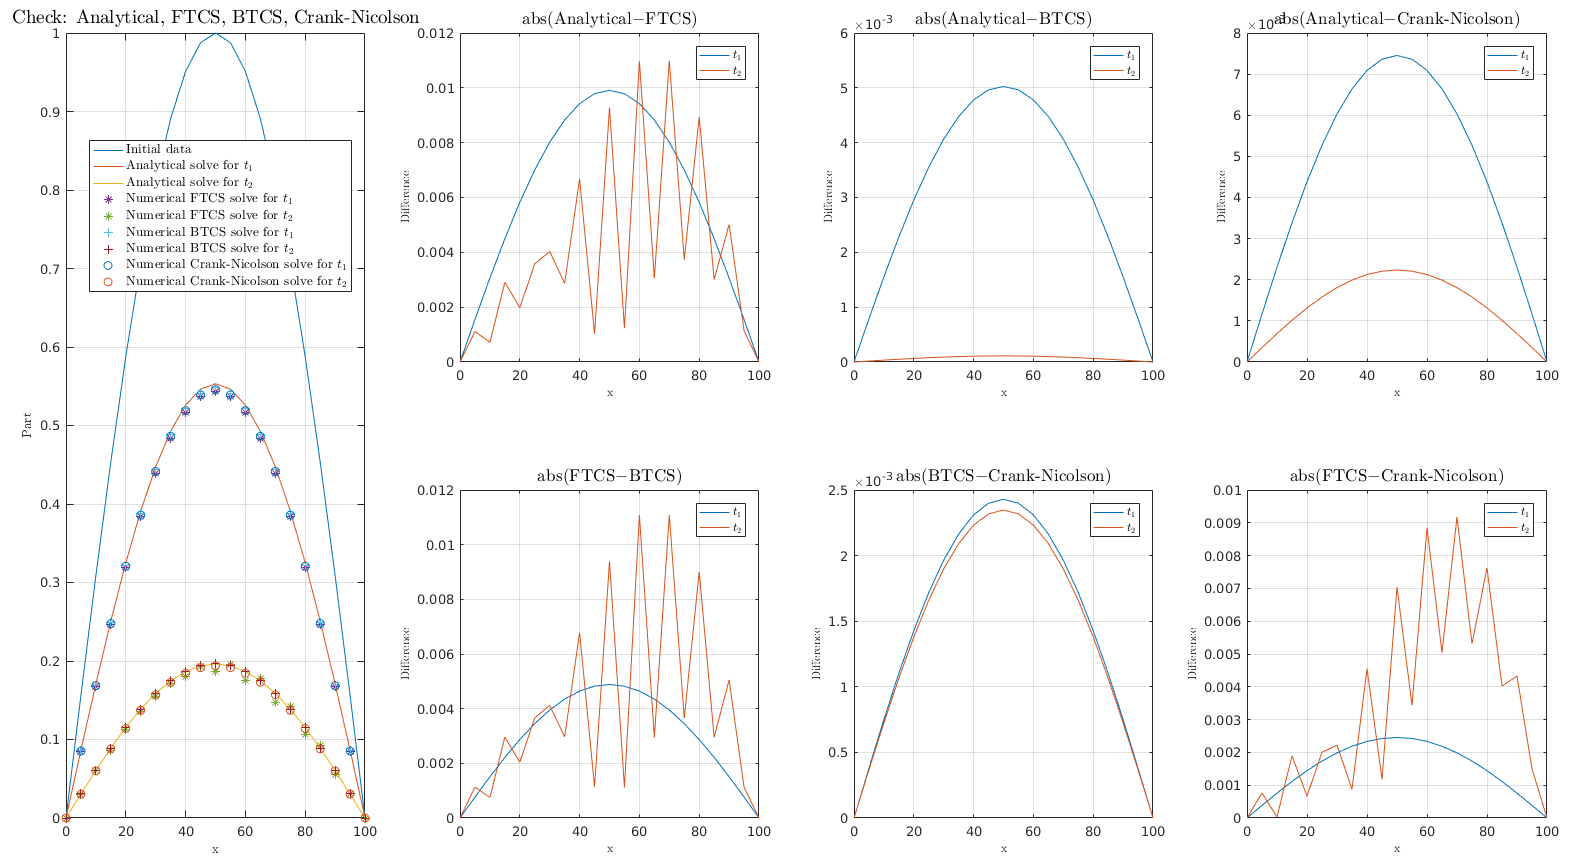 Check: Analytical, FTCS, BTCS, Crank-Nicolson
1
0.9
0.8
0.7
0.6
0.5
0.4
0.3
0.2
0.1
0
Part
Initial data
Analytical solve for t₁
Analytical solve for t₂
Numerical FTCS solve for t₁
Numerical FTCS solve for t₂
Numerical BTCS solve for t₁
Numerical BTCS solve for t₂
Numerical Crank-Nicolson solve for t₁
Numerical Crank-Nicolson solve for t₂
0 20 40 60 80 100
x
abs(Analytical−FTCS)
0.012
0.01
0.008
0.006
0.004
0.002
0
Difference
t₁
t₂
0 20 40 60 80 100
x
abs(Analytical−BTCS)
×10⁻³
6
5
4
3
2
1
0
Difference
t₁
t₂
0 20 40 60 80 100
x
abs(Analytical−Crank-Nicolson)
×10⁻³
8
7
6
5
4
3
2
1
0
Difference
t₁
t₂
0 20 40 60 80 100
x
abs(FTCS−BTCS)
0.012
0.01
0.008
0.006
0.004
0.002
0
Difference
t₁
t₂
0 20 40 60 80 100
x
abs(BTCS−Crank-Nicolson)
×10⁻³
2.5
2
1.5
1
0.5
0
Difference
t₁
t₂
0 20 40 60 80 100
x
abs(FTCS−Crank-Nicolson)
0.01
0.009
0.008
0.007
0.006
0.005
0.004
0.003
0.002
0.001
0
Difference
t₁
t₂
0 20 40 60 80 100
x